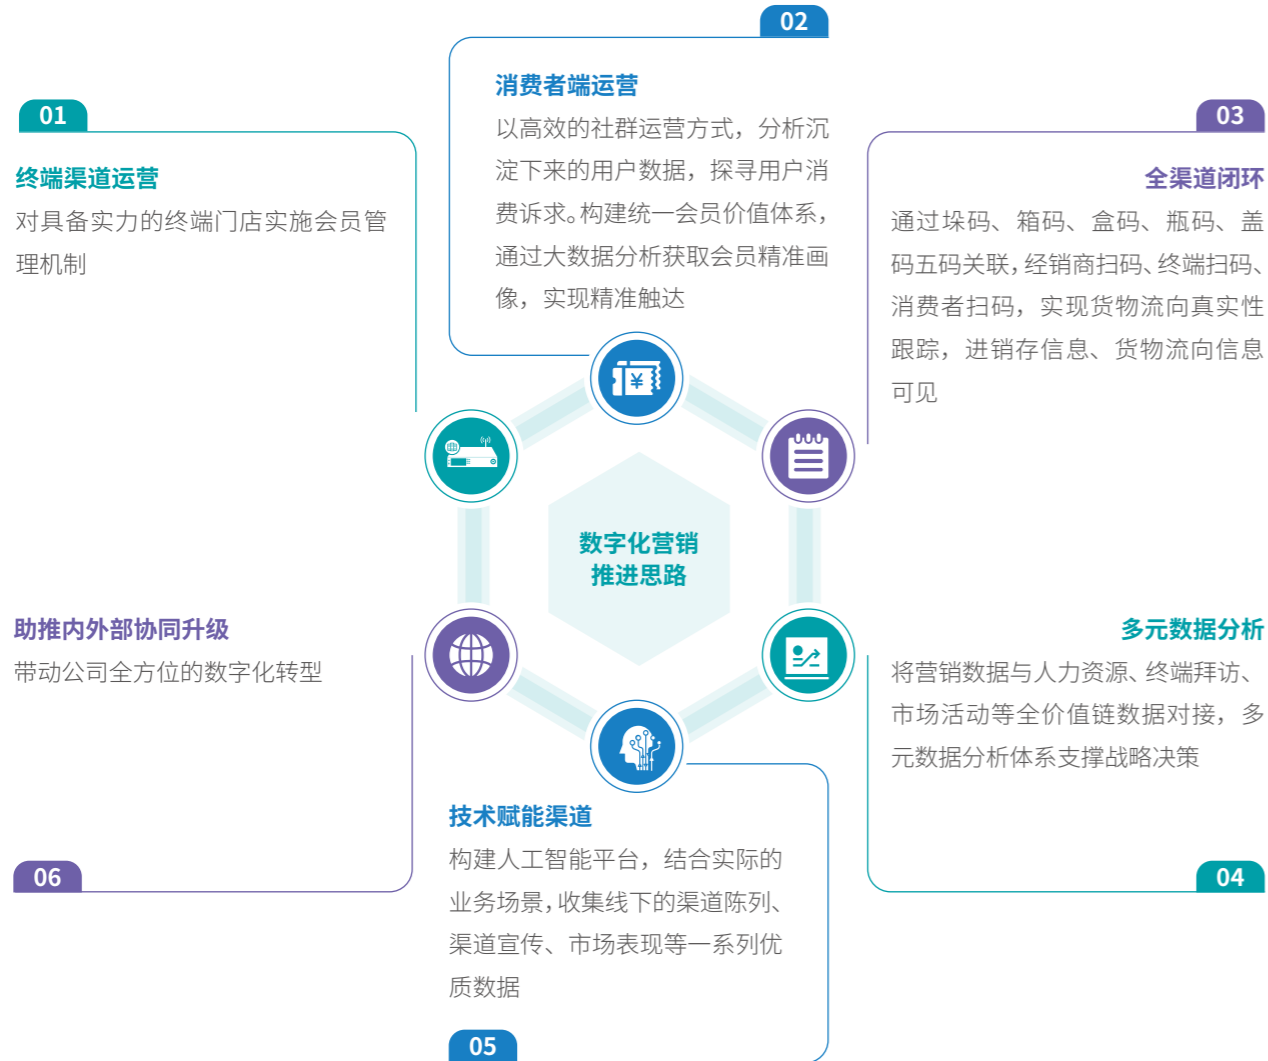 01
终端渠道运营
对具备实力的终端门店实施会员管
理机制
02
消费者端运营
以高效的社群运营方式，分析沉
淀下来的用户数据，探寻用户消
费诉求。构建统一会员价值体系，
通过大数据分析获取会员精准画
像，实现精准触达
03
全渠道闭环
通过垛码、箱码、盒码、瓶码、盖
码五码关联，经销商扫码、终端扫码、
消费者扫码，实现货物流向真实性
跟踪，进销存信息、货物流向信息
可见
¥
数字化营销
推进思路
多元数据分析
将营销数据与人力资源、终端拜访、
市场活动等全价值链数据对接，多
元数据分析体系支撑战略决策
04
技术赋能渠道
构建人工智能平台，结合实际的
业务场景，收集线下的渠道陈列、
渠道宣传、市场表现等一系列优
质数据
05
助推内外部协同升级
带动公司全方位的数字化转型
06